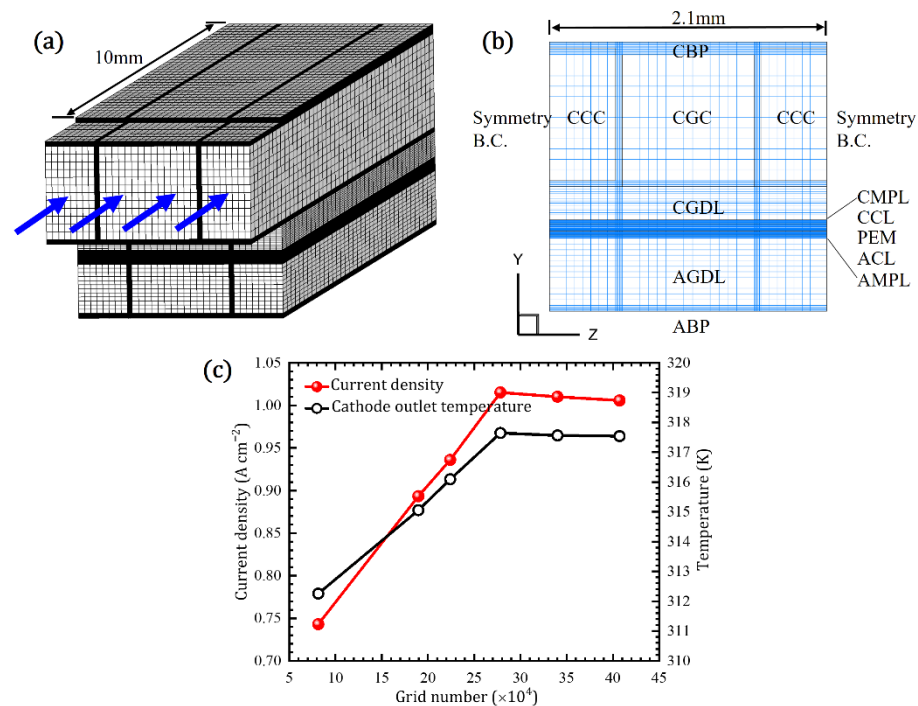 (a)
10mm
(b)
2.1mm
CBP
Symmetry
B.C.
CCC
CGC
CCC
Symmetry
B.C.
CGDL
CMPL
CCL
PEM
ACL
AMPL
AGDL
ABP
Y
Z
(c)
Current density
Cathode outlet temperature
Current density (A cm⁻²)
1.05
1.00
0.95
0.90
0.85
0.80
0.75
0.70
320
319
318
317
316
315
314
313
312
311
310
Temperature (K)
5 10 15 20 25 30 35 40 45
Grid number (×10⁴)